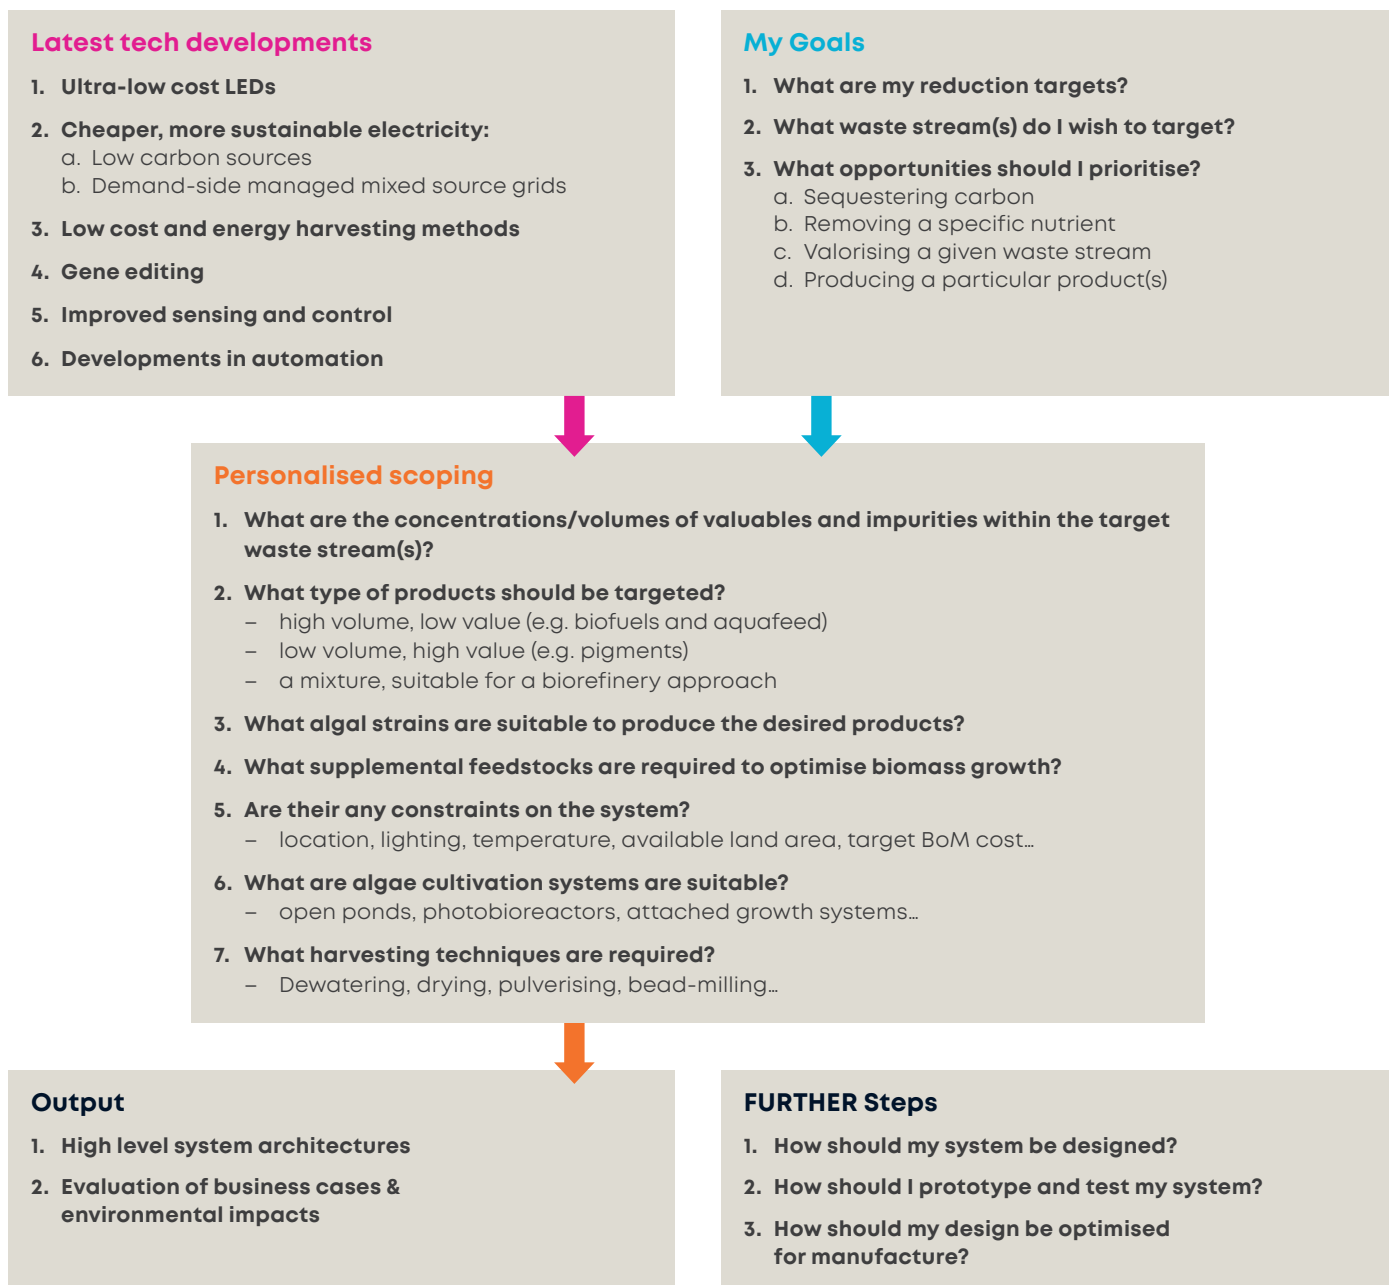 Latest tech developments
1. Ultra-low cost LEDs
2. Cheaper, more sustainable electricity:
a. Low carbon sources
b. Demand-side managed mixed source grids
3. Low cost and energy harvesting methods
4. Gene editing
5. Improved sensing and control
6. Developments in automation
My Goals
1. What are my reduction targets?
2. What waste stream(s) do I wish to target?
3. What opportunities should I prioritise?
a. Sequestering carbon
b. Removing a specific nutrient
c. Valorising a given waste stream
d. Producing a particular product(s)
Personalised scoping
1. What are the concentrations/volumes of valuables and impurities within the target
waste stream(s)?
2. What type of products should be targeted?
– high volume, low value (e.g. biofuels and aquafeed)
– low volume, high value (e.g. pigments)
– a mixture, suitable for a biorefinery approach
3. What algal strains are suitable to produce the desired products?
4. What supplemental feedstocks are required to optimise biomass growth?
5. Are their any constraints on the system?
– location, lighting, temperature, available land area, target BoM cost…
6. What are algae cultivation systems are suitable?
– open ponds, photobioreactors, attached growth systems…
7. What harvesting techniques are required?
– Dewatering, drying, pulverising, bead-milling…
Output
1. High level system architectures
2. Evaluation of business cases &
environmental impacts
FURTHER Steps
1. How should my system be designed?
2. How should I prototype and test my system?
3. How should my design be optimised
for manufacture?